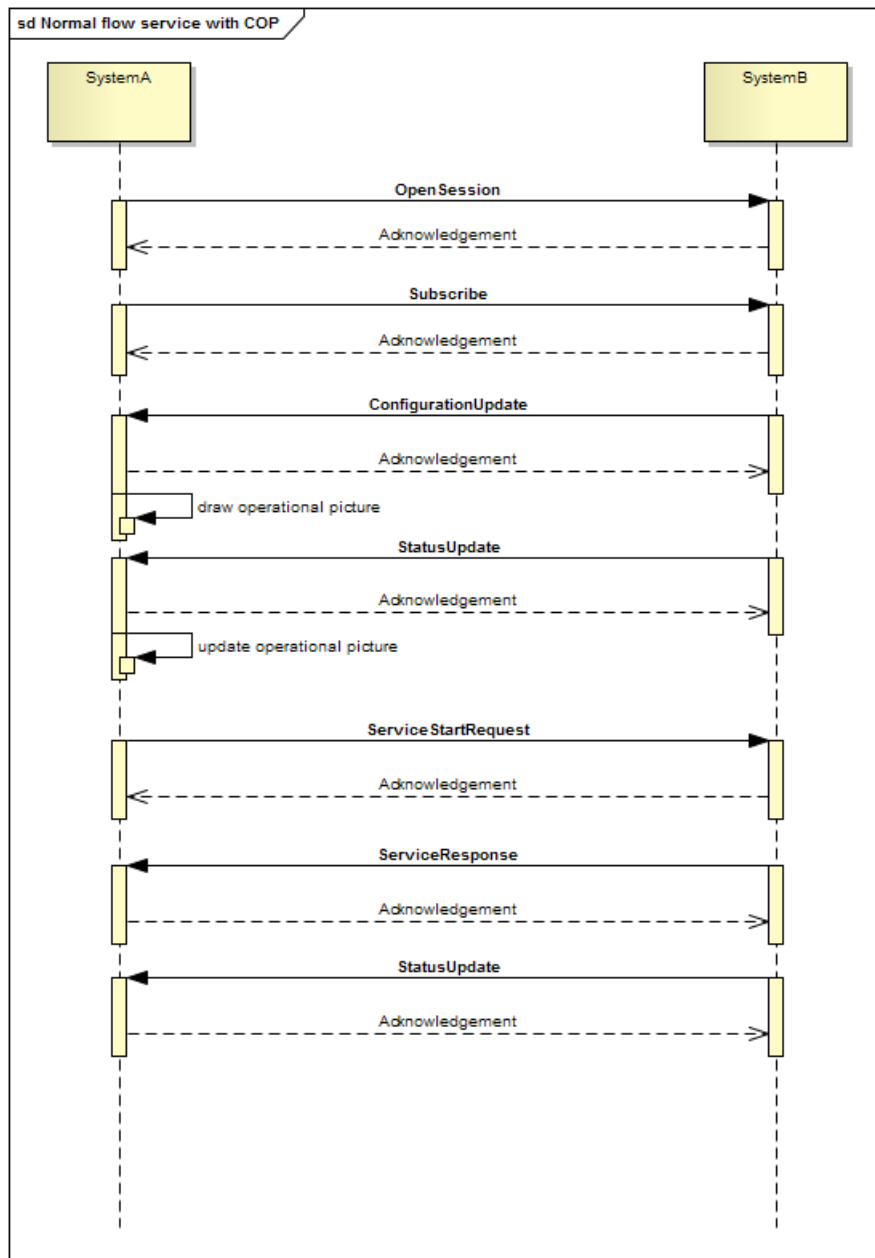 sd Normal flow service with COP
SystemA
SystemB
OpenSession
Acknowledgement
Subscribe
Acknowledgement
ConfigurationUpdate
Acknowledgement
draw operational picture
StatusUpdate
Acknowledgement
update operational picture
ServiceStartRequest
Acknowledgement
ServiceResponse
Acknowledgement
StatusUpdate
Acknowledgement